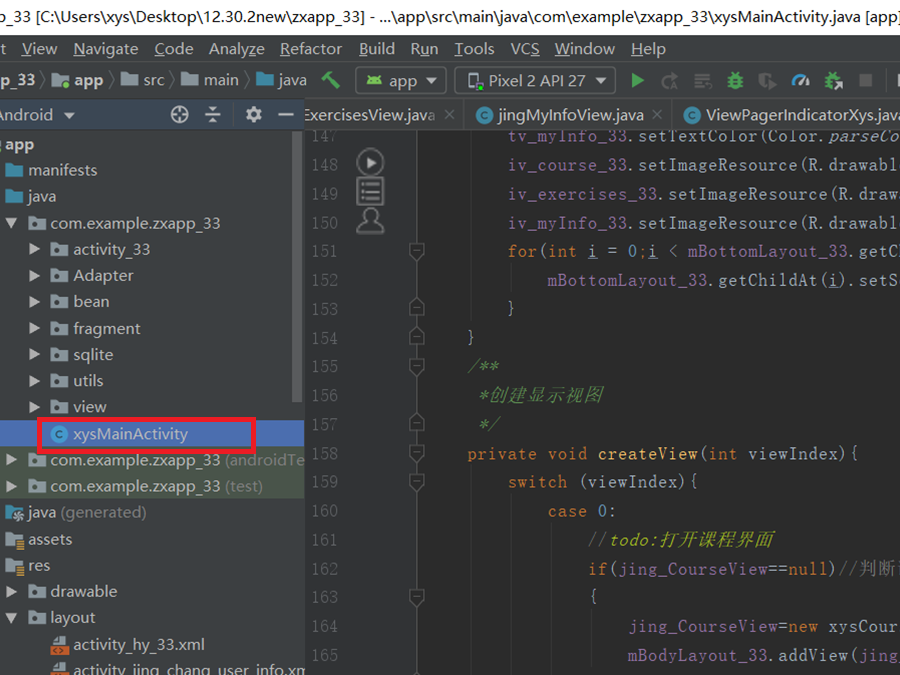 p_33 [C:\Users\xys\Desktop\12.30.2new\zxapp_33] - ...\app\src\main\java\com\example\zxapp_33\xysMainActivity.java [app]
t View Navigate Code Analyze Refactor Build Run Tools VCS Window Help
p_33 app src main java app Pixel 2 API 27
Android
ExercisesView.java jingMyInfoView.java ViewPagerIndicatorXys.java
app
manifests
java
com.example.zxapp_33
activity_33
Adapter
bean
fragment
sqlite
utils
view
xysMainActivity
com.example.zxapp_33 (androidTe
com.example.zxapp_33 (test)
java (generated)
assets
res
drawable
layout
activity_hy_33.xml
activity_jing_chang_user_info.xm
147 tv_myInfo_33.setTextColor(Color.parseCo
148 iv_course_33.setImageResource(R.drawabl
149 iv_exercises_33.setImageResource(R.draw
150 iv_myInfo_33.setImageResource(R.drawabl
151 for(int i = 0;i < mBottomLayout_33.getCh
152 mBottomLayout_33.getChildAt(i).setS
153 }
154 }
155 /**
156 *创建显示视图
157 */
158 private void createView(int viewIndex){
159 switch (viewIndex){
160 case 0:
161 //todo:打开课程界面
162 if(jing_CourseView==null)//判断
163 {
164 jing_CourseView=new xysCour
165 mBodyLayout_33.addView(jing_